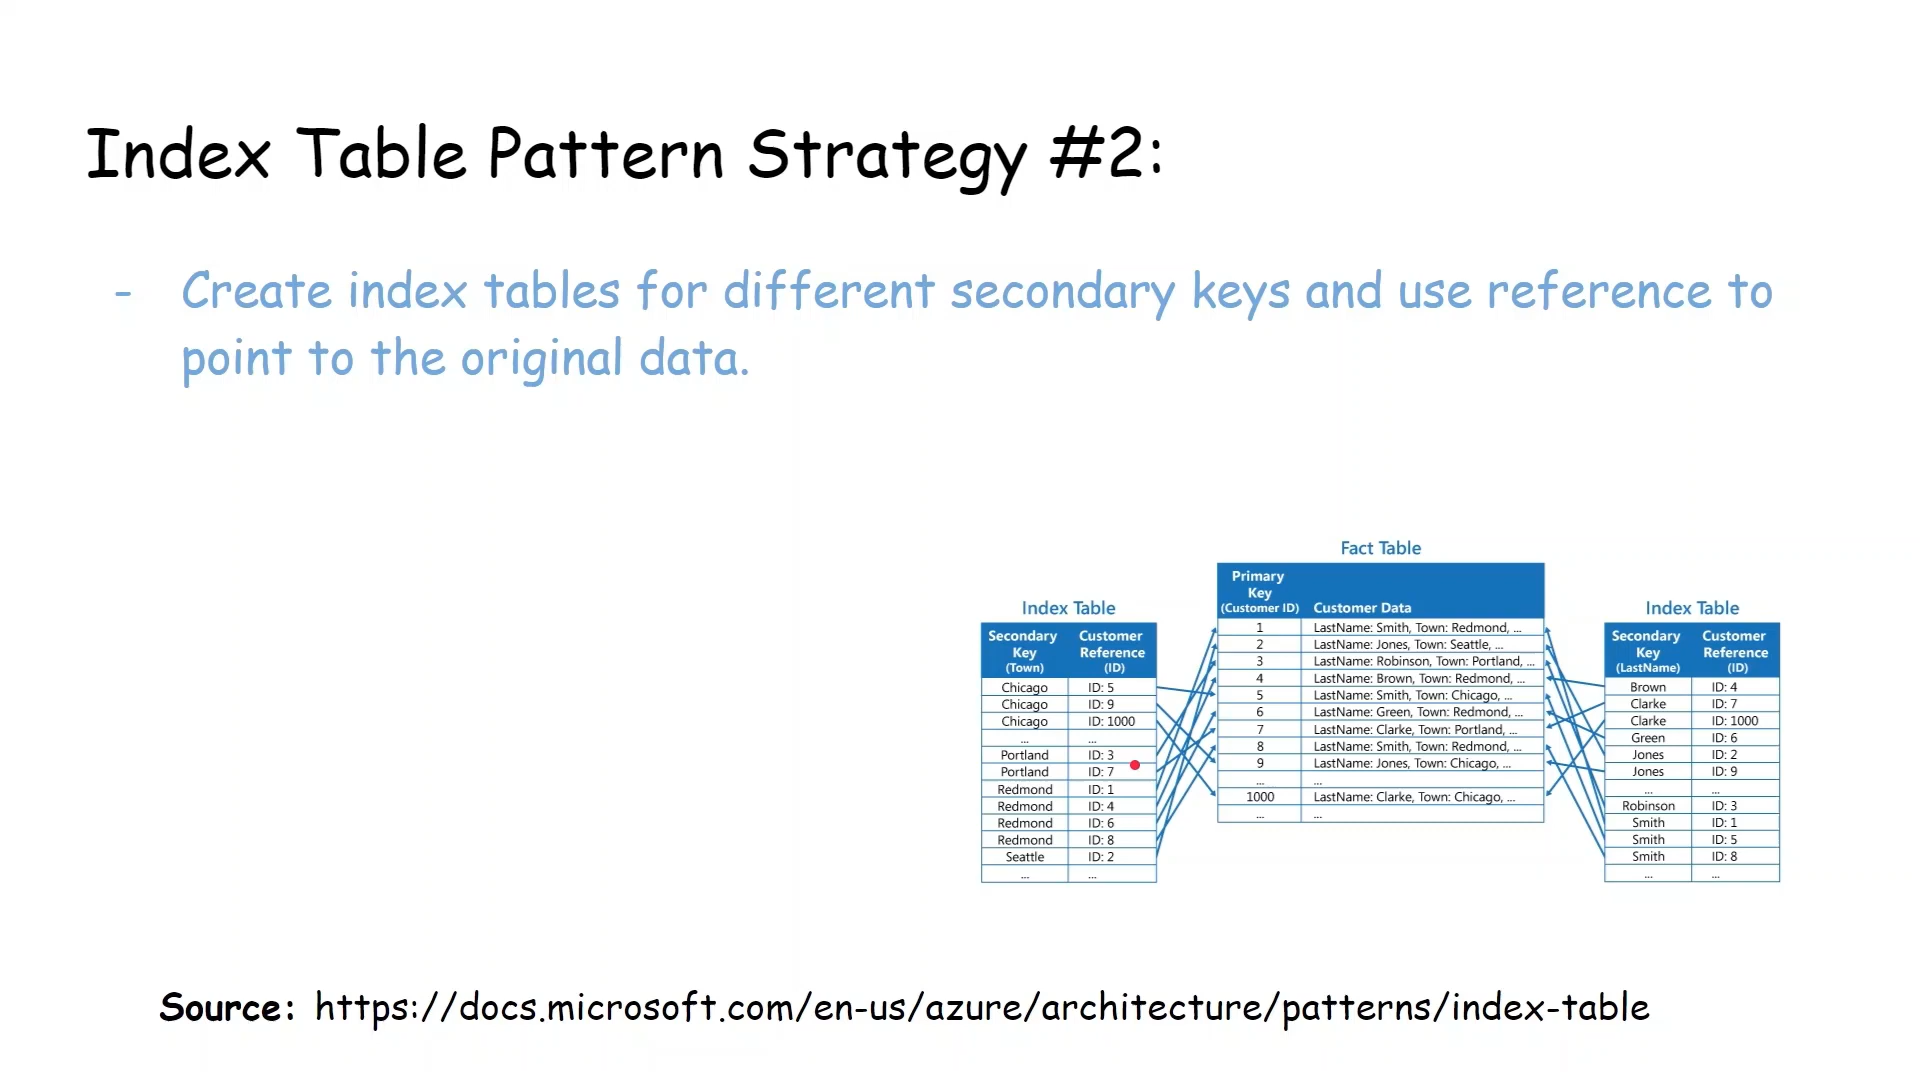 Index Table Pattern Strategy #2:
- Create index tables for different secondary keys and use reference to
point to the original data.
Index Table
Secondary Key (Town) Customer Reference (ID)
Chicago ID: 5
Chicago ID: 9
Chicago ID: 1000
... ...
Portland ID: 3
Portland ID: 7
Redmond ID: 1
Redmond ID: 4
Redmond ID: 6
Redmond ID: 8
Seattle ID: 2
... ...
Fact Table
Primary Key (Customer ID) Customer Data
1 LastName: Smith, Town: Redmond, ...
2 LastName: Jones, Town: Seattle, ...
3 LastName: Robinson, Town: Portland, ...
4 LastName: Brown, Town: Redmond, ...
5 LastName: Smith, Town: Chicago, ...
6 LastName: Green, Town: Redmond, ...
7 LastName: Clarke, Town: Portland, ...
8 LastName: Smith, Town: Redmond, ...
9 LastName: Jones, Town: Chicago, ...
... ...
1000 LastName: Clarke, Town: Chicago, ...
... ...
Index Table
Secondary Key (LastName) Customer Reference (ID)
Brown ID: 4
Clarke ID: 7
Clarke ID: 1000
Green ID: 6
Jones ID: 2
Jones ID: 9
... ...
Robinson ID: 3
Smith ID: 1
Smith ID: 5
Smith ID: 8
... ...
Source: https://docs.microsoft.com/en-us/azure/architecture/patterns/index-table